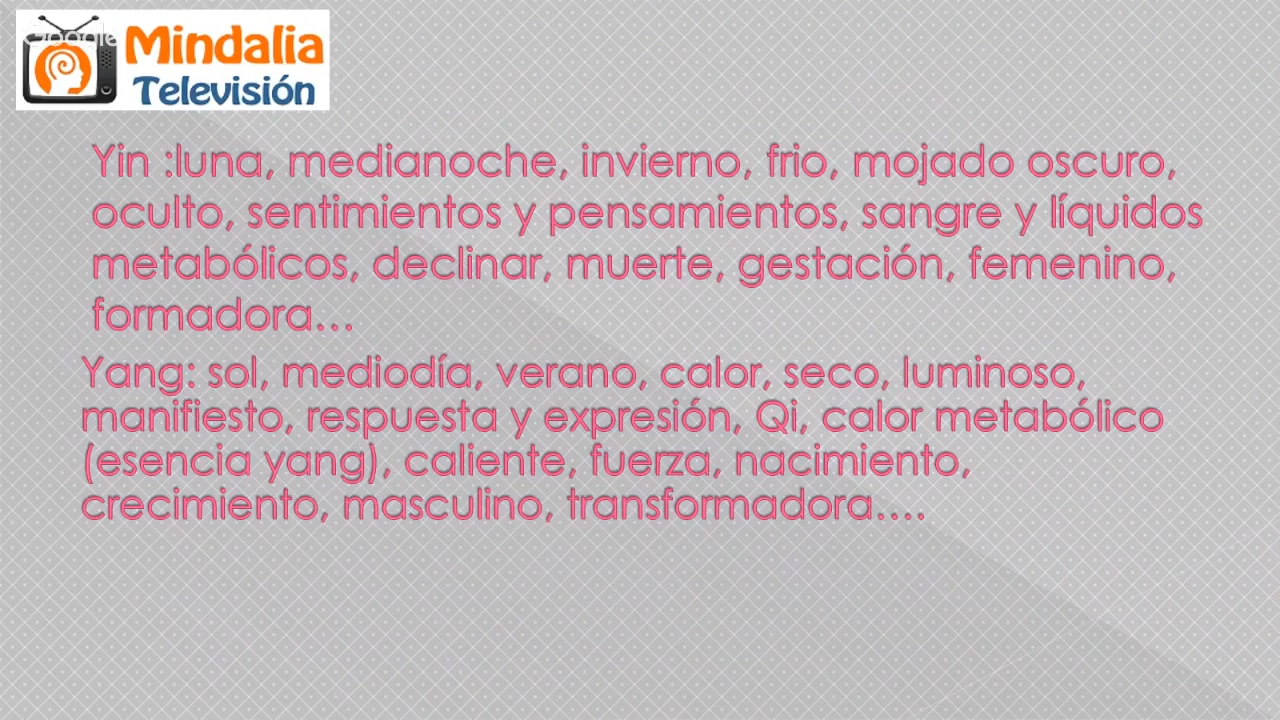 Google
Mindalia
Televisión
Yin :luna, medianoche, invierno, frio, mojado oscuro,
oculto, sentimientos y pensamientos, sangre y líquidos
metabólicos, declinar, muerte, gestación, femenino,
formadora...
Yang: sol, mediodía, verano, calor, seco, luminoso,
manifiesto, respuesta y expresión, Qi, calor metabólico
(esencia yang), caliente, fuerza, nacimiento,
crecimiento, masculino, transformadora....